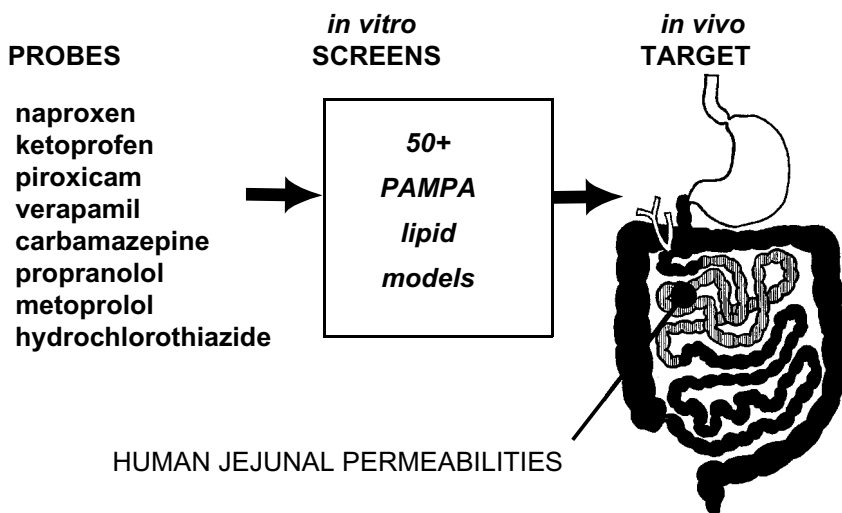 PROBES
in vitro
SCREENS
in vivo
TARGET
naproxen
ketoprofen
piroxicam
verapamil
carbamazepine
propranolol
metoprolol
hydrochlorothiazide
50+
PAMPA
lipid
models
HUMAN JEJUNAL PERMEABILITIES